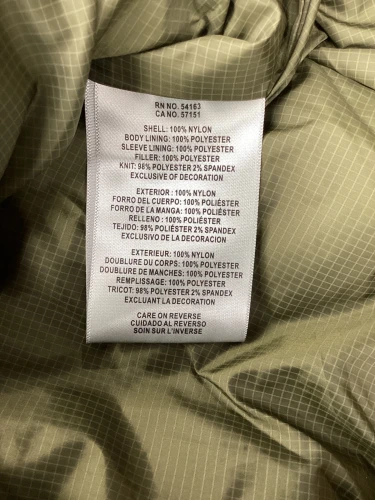 RN NO. 54163
CA NO. 57151
SHELL: 100% NYLON
BODY LINING: 100% POLYESTER
SLEEVE LINING: 100% POLYESTER
FILLER: 100% POLYESTER
KNIT: 98% POLYESTER 2% SPANDEX
EXCLUSIVE OF DECORATION
EXTERIOR : 100% NYLON
FORRO DEL CUERPO: 100% POLIÉSTER
FORRO DE LA MANGA: 100% POLIÉSTER
RELLENO : 100% POLIÉSTER
TEJIDO: 98% POLIÉSTER 2% SPANDEX
EXCLUSIVO DE LA DECORACION
EXTERIEUR: 100% NYLON
DOUBLURE DU CORPS: 100% POLYESTER
DOUBLURE DE MANCHES: 100% POLYESTER
REMPLISSAGE: 100% POLYESTER
TRICOT: 98% POLYESTER 2% SPANDEX
EXCLUANT LA DECORATION
CARE ON REVERSE
CUIDADO AL REVERSO
SOIN SUR L'INVERSE